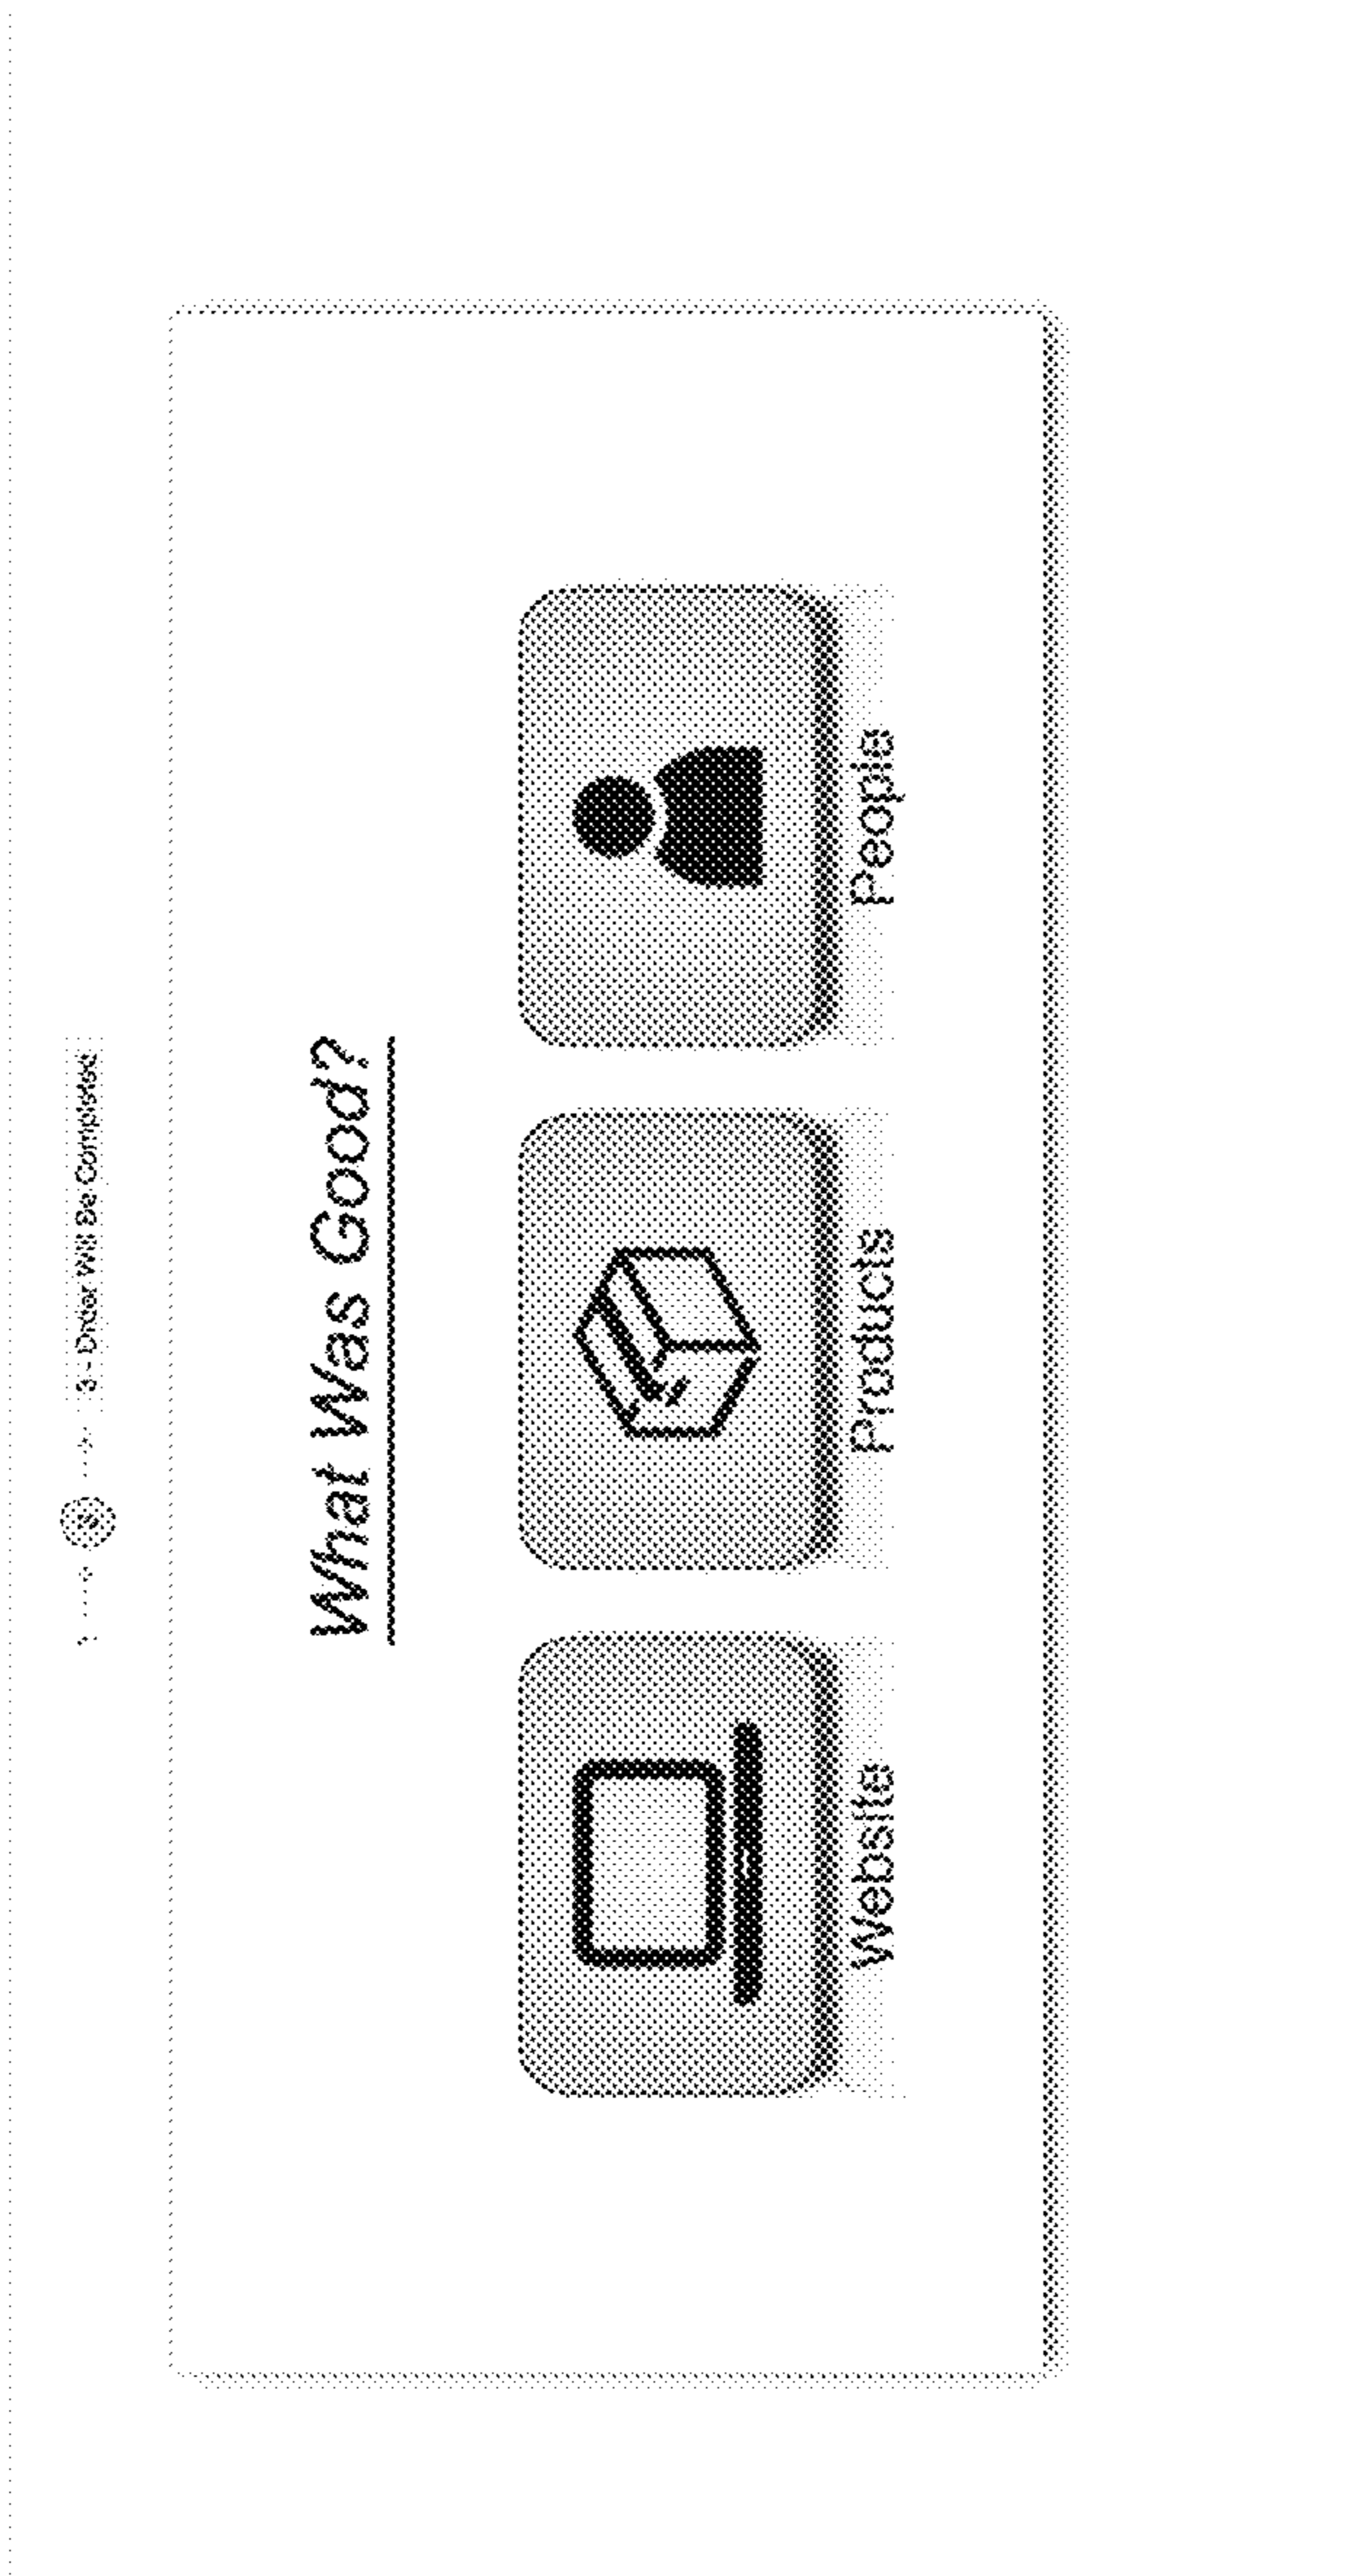 3 - Order Will Be Completed
What Was Good?
Website
Products
People